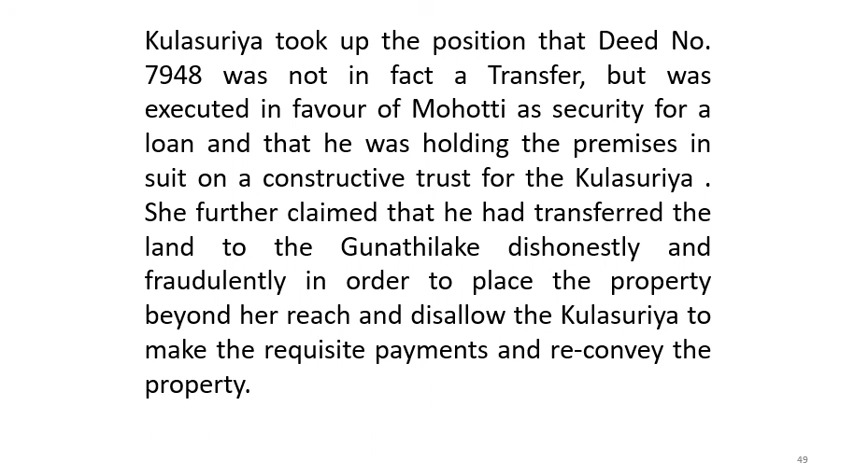 Kulasuriya took up the position that Deed No.
7948 was not in fact a Transfer, but was
executed in favour of Mohotti as security for a
loan and that he was holding the premises in
suit on a constructive trust for the Kulasuriya .
She further claimed that he had transferred the
land to the Gunathilake dishonestly and
fraudulently in order to place the property
beyond her reach and disallow the Kulasuriya to
make the requisite payments and re-convey the
property.
49